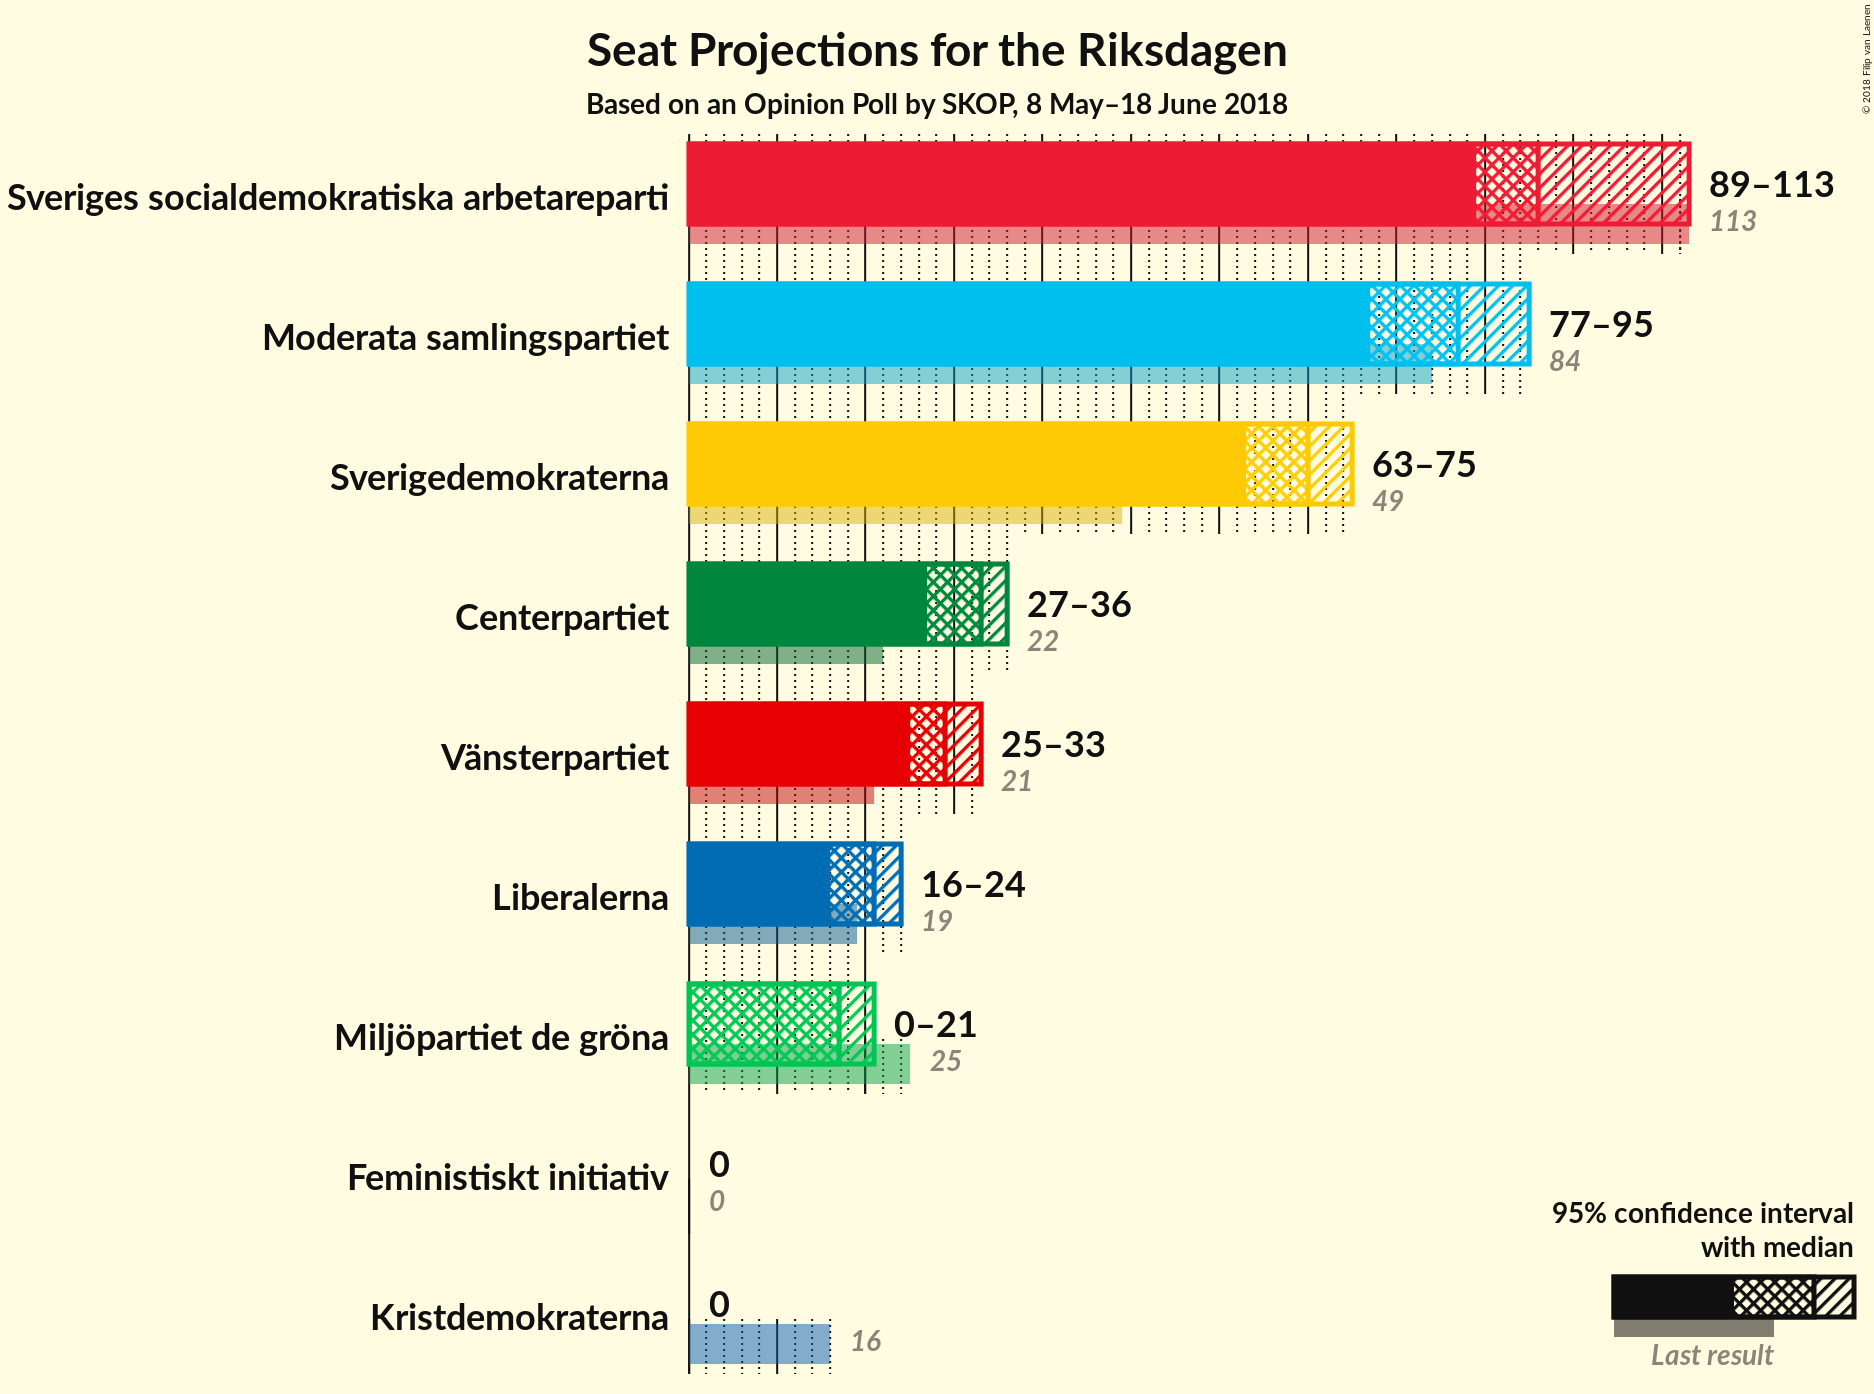 Seat Projections for the Riksdagen
Based on an Opinion Poll by SKOP, 8 May–18 June 2018
© 2018 Filip van Laenen
Sveriges socialdemokratiska arbetareparti
89–113
113
Moderata samlingspartiet
77–95
84
Sverigedemokraterna
63–75
49
Centerpartiet
27–36
22
Vänsterpartiet
25–33
21
Liberalerna
16–24
19
Miljöpartiet de gröna
0–21
25
Feministiskt initiativ
0
0
Kristdemokraterna
0
16
95% confidence interval
with median
Last result